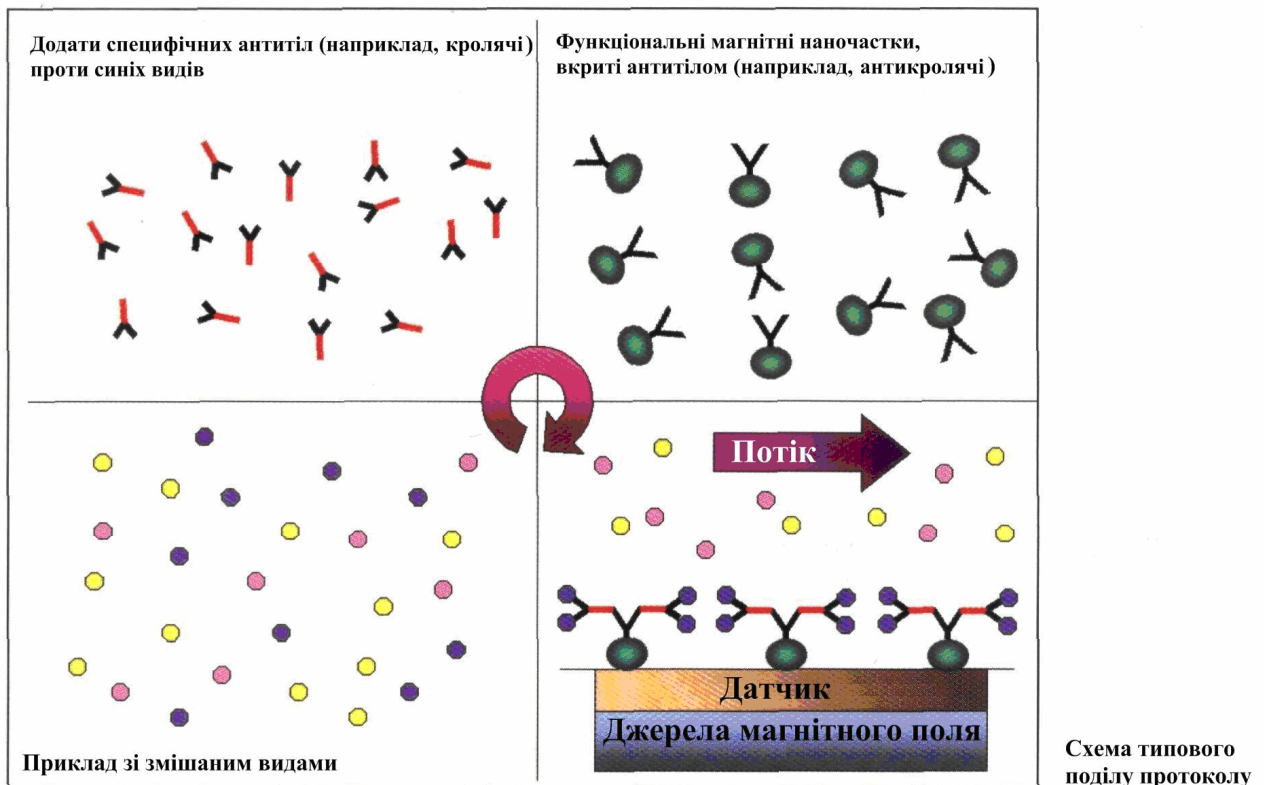 Додати специфічних антитіл (наприклад, кролячі)
проти синіх видів
Функціональні магнітні наночастки,
вкриті антитілом (наприклад, антикролячі)
Потік
Датчик
Джерела магнітного поля
Приклад зі змішаним видами
Схема типового
поділу протоколу